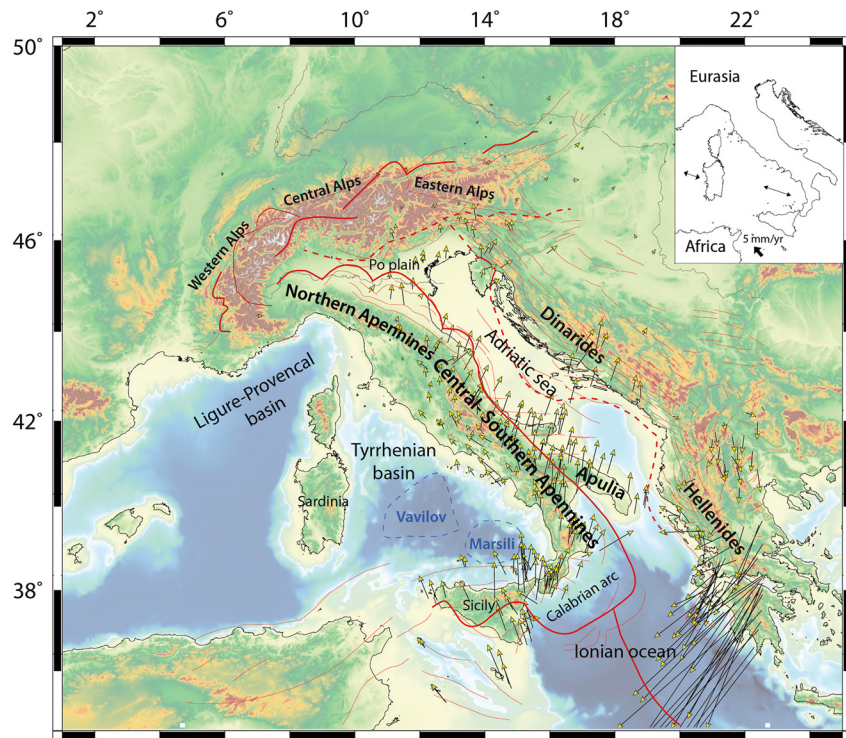 2°
6°
10°
14°
18°
22°
50°
46°
42°
38°
Eurasia
Africa
5 mm/yr
Western Alps
Central Alps
Eastern Alps
Po plain
Northern Apennines
Central-Southern Apennines
Adriatic sea
Dinarides
Ligure-Provencal
basin
Tyrrhenian
basin
Sardinia
Vavilov
Marsili
Apulia
Hellenides
Sicily
Calabrian arc
Ionian ocean